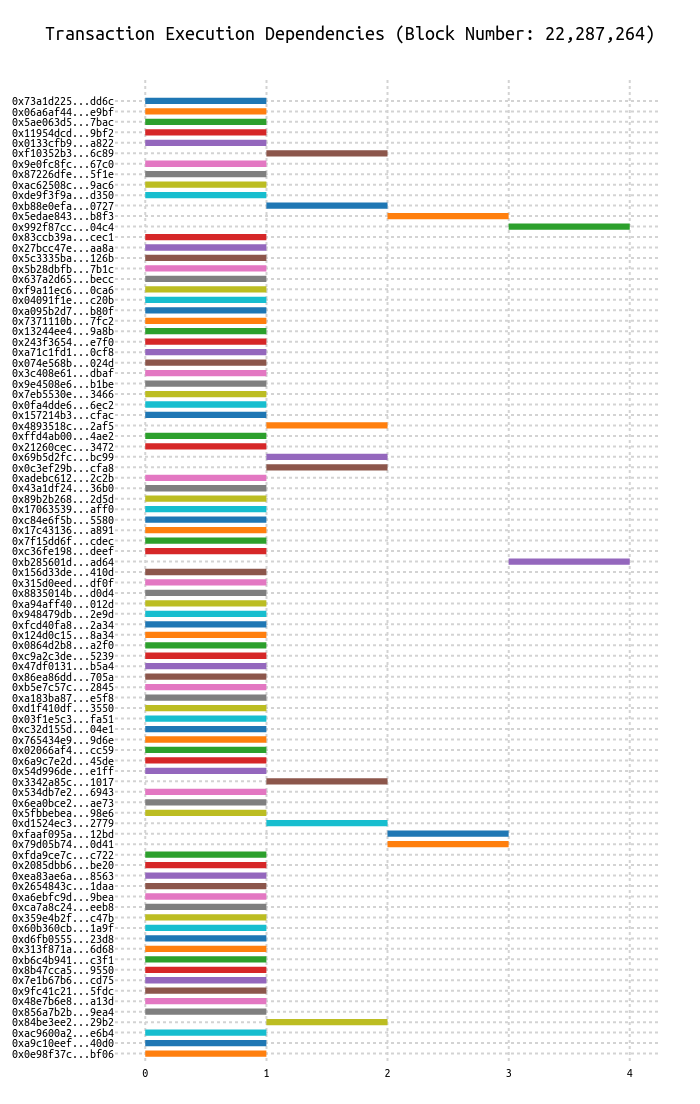 Transaction Execution Dependencies (Block Number: 22,287,264)
0x73a1d225...dd6c
0x06a6af44...e9bf
0x5ae063d5...7bac
0x11954dcd...9bf2
0x0133cfb9...a822
0xf10352b3...6c89
0x9e0fc8fc...67c0
0x87226dfe...5f1e
0xac62508c...9ac6
0xde9f3f9a...d350
0xb88e0efa...0727
0x5edae843...b8f3
0x992f87cc...04c4
0x83ccb39a...cec1
0x27bcc47e...aa8a
0x5c3335ba...126b
0x5b28dbfb...7b1c
0x637a2d65...becc
0xf9a11ec6...0ca6
0x04091f1e...c20b
0xa095b2d7...b80f
0x7371110b...7fc2
0x13244ee4...9a8b
0x243f3654...e7f0
0xa71c1fd1...0cf8
0x074e568b...024d
0x3c408e61...dbaf
0x9e4508e6...b1be
0x7eb5530e...3466
0x0fa4dde6...6ec2
0x157214b3...cfac
0x4893518c...2af5
0xffd4ab00...4ae2
0x21260cec...3472
0x69b5d2fc...bc99
0x0c3ef29b...cfa8
0xadebc612...2c2b
0x43a1df24...36b0
0x89b2b268...2d5d
0x17063539...aff0
0xc84e6f5b...5580
0x17c43136...a891
0x7f15dd6f...cdec
0xc36fe198...deef
0xb285601d...ad64
0x156d33de...410d
0x315d0eed...df0f
0x8835014b...d0d4
0xa94aff40...012d
0x948479db...2e9d
0xfcd40fa8...2a34
0x124d0c15...8a34
0x0864d2b8...a2f0
0xc9a2c3de...5239
0x47df0131...b5a4
0x86ea86dd...705a
0xb5e7c57c...2845
0xa183ba87...e5f8
0xd1f410df...3550
0x03f1e5c3...fa51
0xc32d155d...04e1
0x765434e9...9d6e
0x02066af4...cc59
0x6a9c7e2d...45de
0x54d996de...e1ff
0x3342a85c...1017
0x534db7e2...6943
0x6ea0bce2...ae73
0x5fbbebea...98e6
0xd1524ec3...2779
0xfaaf095a...12bd
0x79d05b74...0d41
0xfda9ce7c...c722
0x2085dbb6...be20
0xea83ae6a...8563
0x2654843c...1daa
0xa6ebfc9d...9bea
0xca7a8c24...eeb8
0x359e4b2f...c47b
0x60b360cb...1a9f
0xd6fb0555...23d8
0x313f871a...6d68
0xb6c4b941...c3f1
0x8b47cca5...9550
0x7e1b67b6...cd75
0x9fc41c21...5fdc
0x48e7b6e8...a13d
0x856a7b2b...9ea4
0x84be3ee2...29b2
0xac9600a2...e6b4
0xa9c10eef...40d0
0x0e98f37c...bf06
0 1 2 3 4